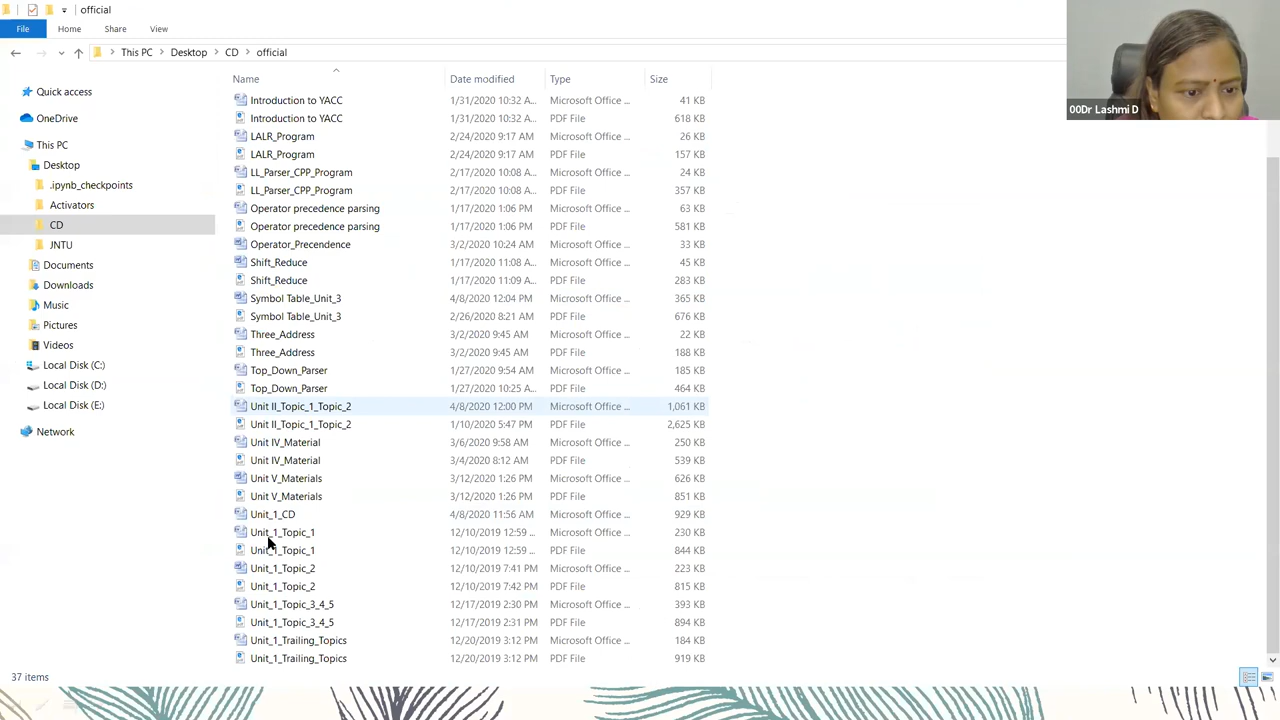 official
File Home Share View
This PC Desktop CD official
Name Date modified Type Size
Quick access
OneDrive
This PC
Desktop
.ipynb_checkpoints
Activators
CD
JNTU
Documents
Downloads
Music
Pictures
Videos
Local Disk (C:)
Local Disk (D:)
Local Disk (E:)
Network
Introduction to YACC 1/31/2020 10:32 A... Microsoft Office ... 41 KB
Introduction to YACC 1/31/2020 10:32 A... PDF File 618 KB
LALR_Program 2/24/2020 9:17 AM Microsoft Office ... 26 KB
LALR_Program 2/24/2020 9:17 AM PDF File 157 KB
LL_Parser_CPP_Program 2/17/2020 10:08 A... Microsoft Office ... 24 KB
LL_Parser_CPP_Program 2/17/2020 10:08 A... PDF File 357 KB
Operator precedence parsing 1/17/2020 1:06 PM Microsoft Office ... 63 KB
Operator precedence parsing 1/17/2020 1:06 PM PDF File 581 KB
Operator_Precendence 3/2/2020 10:24 AM Microsoft Office ... 33 KB
Shift_Reduce 1/17/2020 11:08 A... Microsoft Office ... 45 KB
Shift_Reduce 1/17/2020 11:09 A... PDF File 283 KB
Symbol Table_Unit_3 4/8/2020 12:04 PM Microsoft Office ... 365 KB
Symbol Table_Unit_3 2/26/2020 8:21 AM PDF File 676 KB
Three_Address 3/2/2020 9:45 AM Microsoft Office ... 22 KB
Three_Address 3/2/2020 9:45 AM PDF File 188 KB
Top_Down_Parser 1/27/2020 9:54 AM Microsoft Office ... 185 KB
Top_Down_Parser 1/27/2020 10:25 A... PDF File 464 KB
Unit II_Topic_1_Topic_2 4/8/2020 12:00 PM Microsoft Office ... 1,061 KB
Unit II_Topic_1_Topic_2 1/10/2020 5:47 PM PDF File 2,625 KB
Unit IV_Material 3/6/2020 9:58 AM Microsoft Office ... 250 KB
Unit IV_Material 3/4/2020 8:12 AM PDF File 539 KB
Unit V_Materials 3/12/2020 1:26 PM Microsoft Office ... 626 KB
Unit V_Materials 3/12/2020 1:26 PM PDF File 851 KB
Unit_1_CD 4/8/2020 11:56 AM Microsoft Office ... 929 KB
Unit_1_Topic_1 12/10/2019 12:59 ... Microsoft Office ... 230 KB
Unit_1_Topic_1 12/10/2019 12:59 ... PDF File 844 KB
Unit_1_Topic_2 12/10/2019 7:41 PM Microsoft Office ... 223 KB
Unit_1_Topic_2 12/10/2019 7:42 PM PDF File 815 KB
Unit_1_Topic_3_4_5 12/17/2019 2:30 PM Microsoft Office ... 393 KB
Unit_1_Topic_3_4_5 12/17/2019 2:31 PM PDF File 894 KB
Unit_1_Trailing_Topics 12/20/2019 3:12 PM Microsoft Office ... 184 KB
Unit_1_Trailing_Topics 12/20/2019 3:12 PM PDF File 919 KB
37 items
00Dr Lashmi D